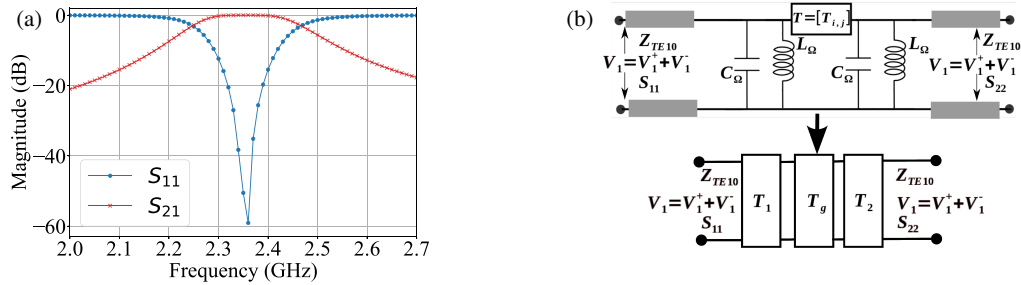 (a)
Magnitude (dB)
0
−20
−40
−60
S11
S21
2.0 2.1 2.2 2.3 2.4 2.5 2.6 2.7
Frequency (GHz)
(b)
T=[Ti,j]
ZTE10
V1=V1++V1-
S11
CΩ
LΩ
CΩ
LΩ
ZTE10
V1=V1++V1-
S22
ZTE10
V1=V1++V1-
S11
T1
Tg
T2
ZTE10
V1=V1++V1-
S22